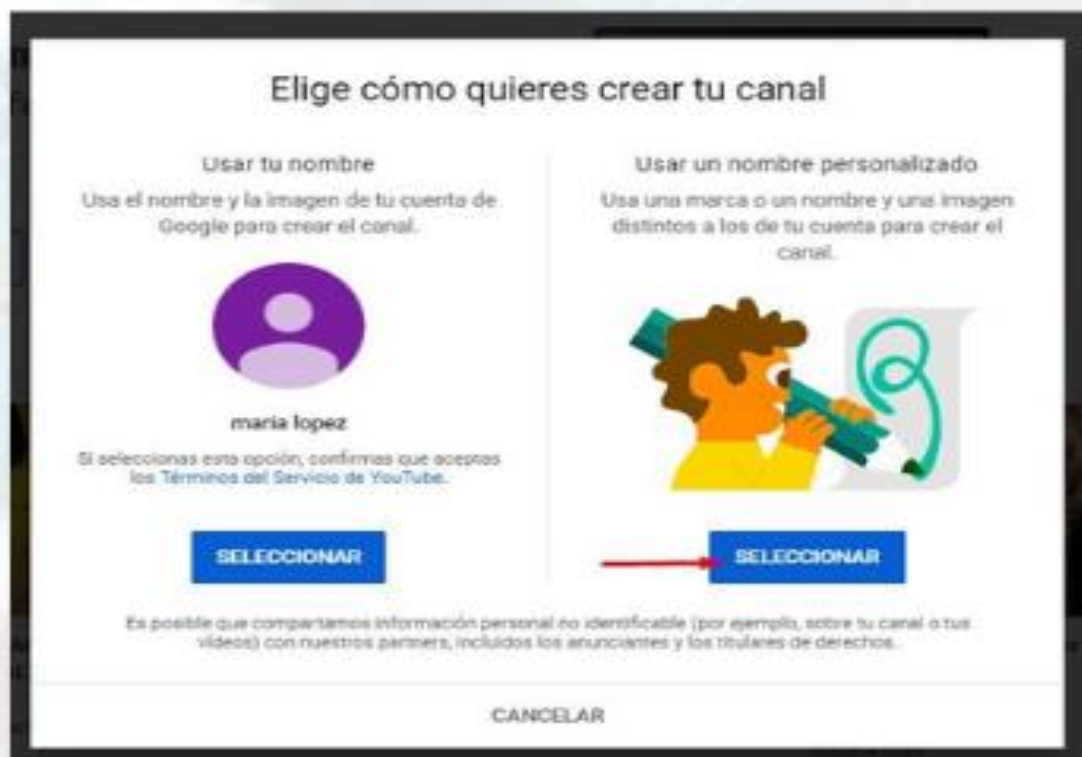 Elige cómo quieres crear tu canal
Usar tu nombre
Usa el nombre y la imagen de tu cuenta de
Google para crear el canal.
maria lopez
Si seleccionas esta opción, confirmas que aceptas
los Términos del Servicio de YouTube.
SELECCIONAR
Usar un nombre personalizado
Usa una marca o un nombre y una imagen
distintos a los de tu cuenta para crear el
canal.
SELECCIONAR
Es posible que compartamos información personal no identificable (por ejemplo, sobre tu canal o tus
vídeos) con nuestros partners, incluidos los anunciantes y los titulares de derechos.
CANCELAR